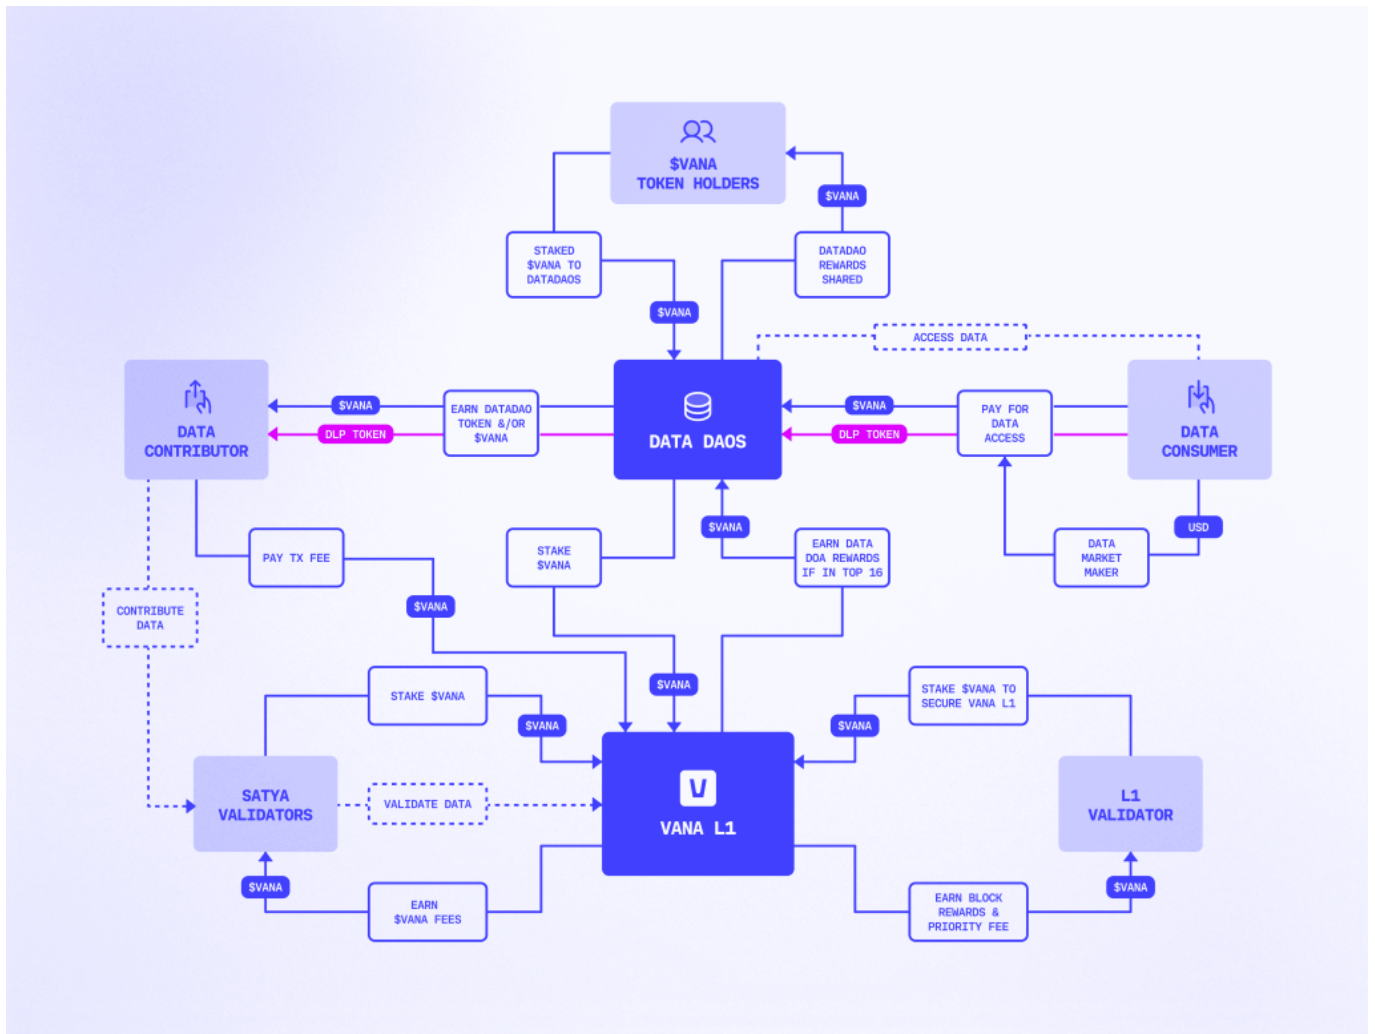 $VANA
TOKEN HOLDERS
$VANA
STAKED
$VANA TO
DATADAOS
DATADAO
REWARDS
SHARED
$VANA
ACCESS DATA
DATA
CONTRIBUTOR
$VANA
DLP TOKEN
EARN DATADAO
TOKEN &/OR
$VANA
DATA DAOS
$VANA
DLP TOKEN
PAY FOR
DATA
ACCESS
DATA
CONSUMER
PAY TX FEE
STAKE
$VANA
$VANA
EARN DATA
DOA REWARDS
IF IN TOP 16
USD
DATA
MARKET
MAKER
CONTRIBUTE
DATA
$VANA
STAKE $VANA
$VANA
$VANA
$VANA
STAKE $VANA TO
SECURE VANA L1
SATYA
VALIDATORS
VALIDATE DATA
V
VANA L1
L1
VALIDATOR
$VANA
EARN
$VANA FEES
EARN BLOCK
REWARDS &
PRIORITY FEE
$VANA